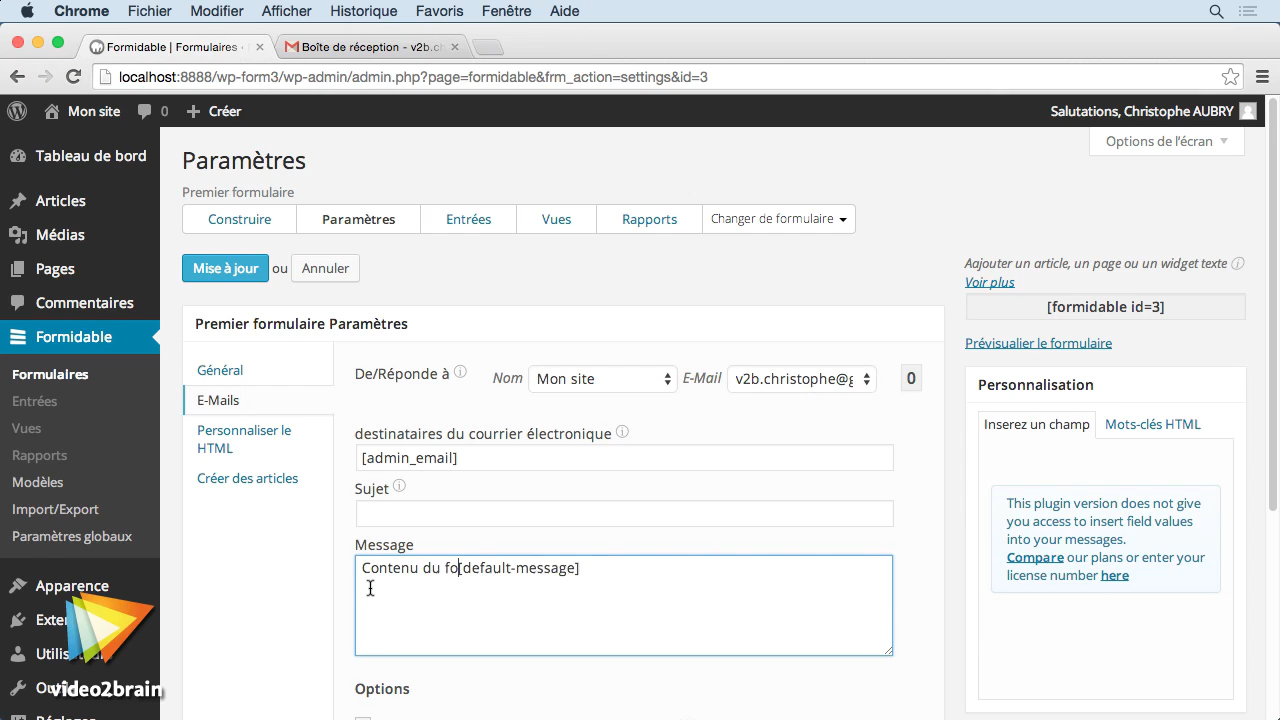 Chrome Fichier Modifier Afficher Historique Favoris Fenêtre Aide
Formidable | Formulaires
Boîte de réception - v2b.c
localhost:8888/wp-form3/wp-admin/admin.php?page=formidable&frm_action=settings&id=3
Mon site 0 + Créer
Salutations, Christophe AUBRY
Tableau de bord
Articles
Médias
Pages
Commentaires
Formidable
Formulaires
Entrées
Vues
Rapports
Modèles
Import/Export
Paramètres globaux
Apparence
video2brain
Options de l'écran
Paramètres
Premier formulaire
Construire Paramètres Entrées Vues Rapports Changer de formulaire
Mise à jour ou Annuler
Premier formulaire Paramètres
Général
E-Mails
Personnaliser le
HTML
Créer des articles
De/Réponde à Nom Mon site E-Mail v2b.christophe@g 0
destinataires du courrier électronique
[admin_email]
Sujet
Message
Contenu du fo[default-message]
Options
Aajouter un article, un page ou un widget texte
Voir plus
[formidable id=3]
Prévisualier le formulaire
Personnalisation
Inserez un champ Mots-clés HTML
This plugin version does not give
you access to insert field values
into your messages.
Compare our plans or enter your
license number here